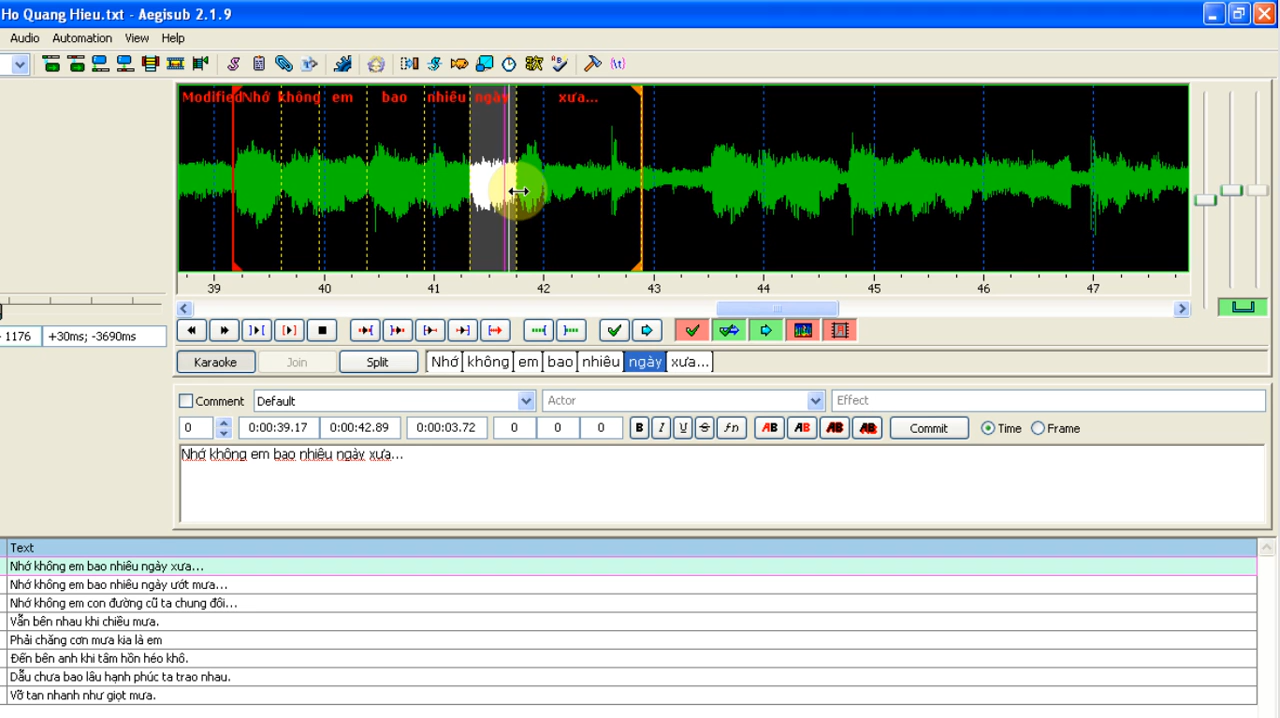 Ho Quang Hieu.txt - Aegisub 2.1.9
Audio Automation View Help
ModifiedNhớ không em bao nhiêu ngày xưa...
39 40 41 42 43 44 45 46 47
1176 +30ms; -3690ms
Karaoke Join Split Nhớ không em bao nhiêu ngày xưa...
Comment Default Actor Effect
0 0:00:39.17 0:00:42.89 0:00:03.72 0 0 0 B I U S fn AB AB AB AB Commit Time Frame
Nhớ không em bao nhiêu ngày xưa...
Text
Nhớ không em bao nhiêu ngày xưa...
Nhớ không em bao nhiêu ngày ướt mưa...
Nhớ không em con đường cũ ta chung đôi...
Vẫn bên nhau khi chiều mưa.
Phải chăng cơn mưa kia là em
Đến bên anh khi tâm hồn héo khô.
Dẫu chưa bao lâu hạnh phúc ta trao nhau.
Vỡ tan nhanh như giọt mưa.